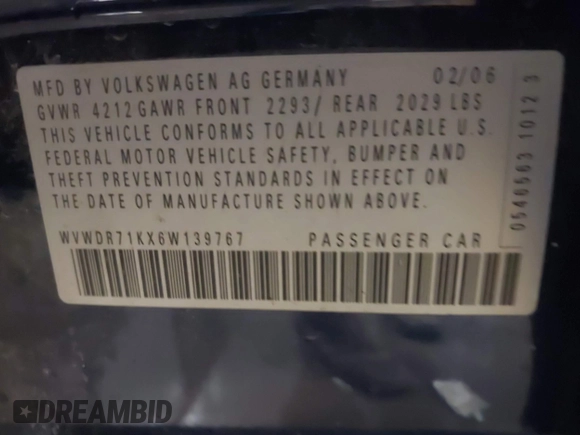 MFD BY VOLKSWAGEN AG GERMANY 02/06
GVWR 4212 GAWR FRONT 2293/ REAR 2029 LBS
THIS VEHICLE CONFORMS TO ALL APPLICABLE U.S.
FEDERAL MOTOR VEHICLE SAFETY, BUMPER AND
THEFT PREVENTION STANDARDS IN EFFECT ON
THE DATE OF MANUFACTURE SHOWN ABOVE.
WVWDR71KX6W139767 PASSENGER CAR
0546563 1012 3
DREAMBID